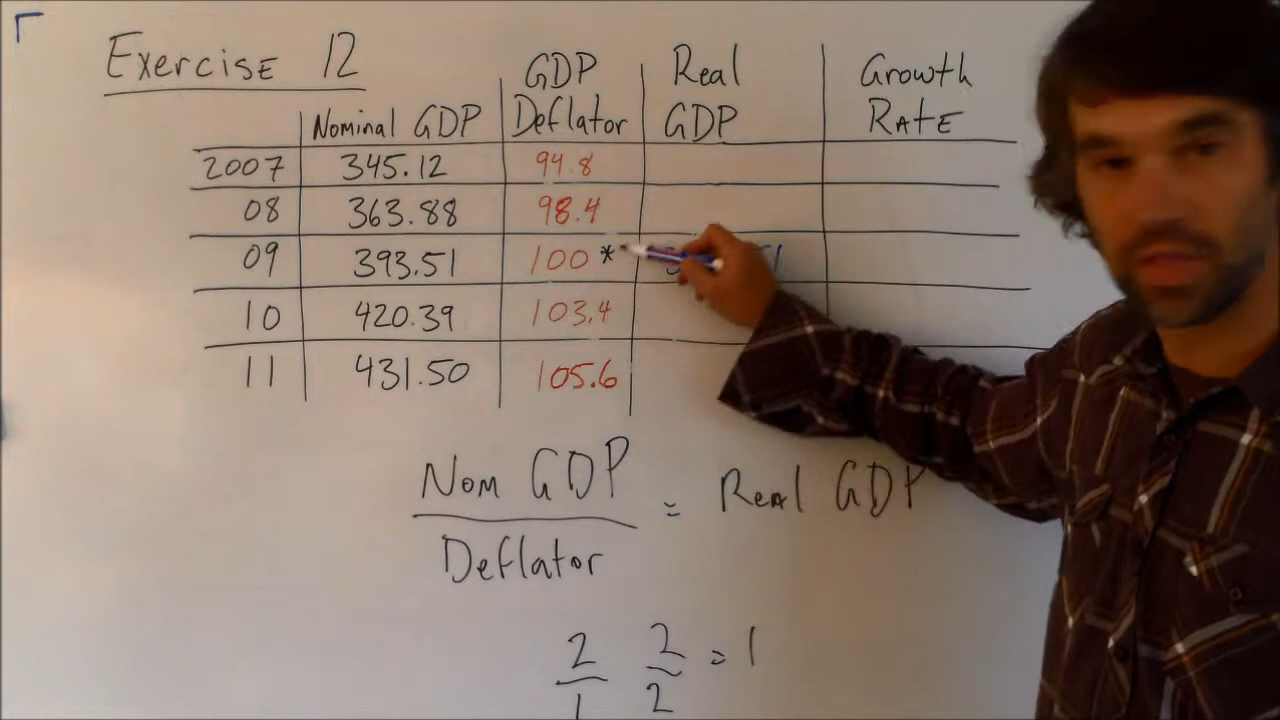 Exercise 12
Nominal GDP GDP Deflator Real GDP Growth Rate
2007 345.12 94.8
08 363.88 98.4
09 393.51 100*
10 420.39 103.4
11 431.50 105.6
Nom GDP / Deflator = Real GDP
2/1 2/2 = 1